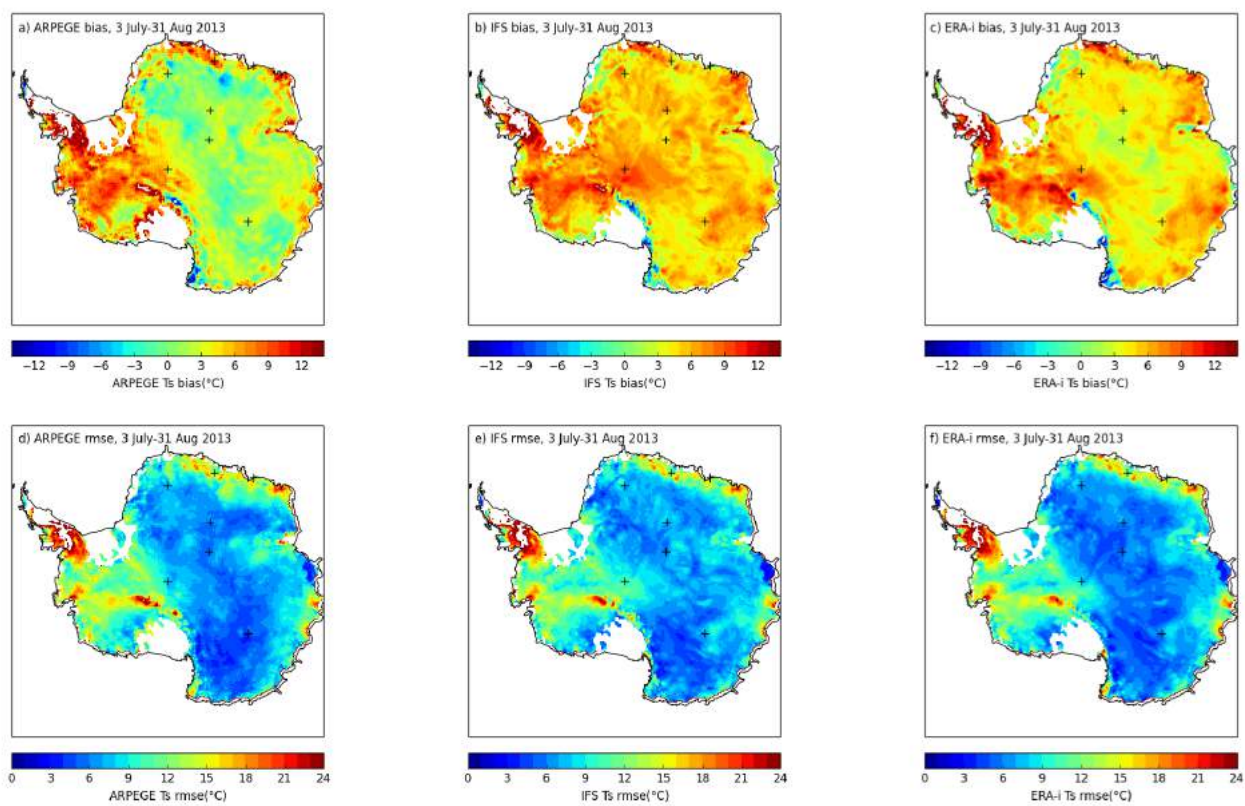 a) ARPEGE bias, 3 July-31 Aug 2013
b) IFS bias, 3 July-31 Aug 2013
c) ERA-i bias, 3 July-31 Aug 2013
−12 −9 −6 −3 0 3 6 9 12
ARPEGE Ts bias(°C)
−12 −9 −6 −3 0 3 6 9 12
IFS Ts bias(°C)
−12 −9 −6 −3 0 3 6 9 12
ERA-i Ts bias(°C)
d) ARPEGE rmse, 3 July-31 Aug 2013
e) IFS rmse, 3 July-31 Aug 2013
f) ERA-i rmse, 3 July-31 Aug 2013
0 3 6 9 12 15 18 21 24
ARPEGE Ts rmse(°C)
0 3 6 9 12 15 18 21 24
IFS Ts rmse(°C)
0 3 6 9 12 15 18 21 24
ERA-i Ts rmse(°C)